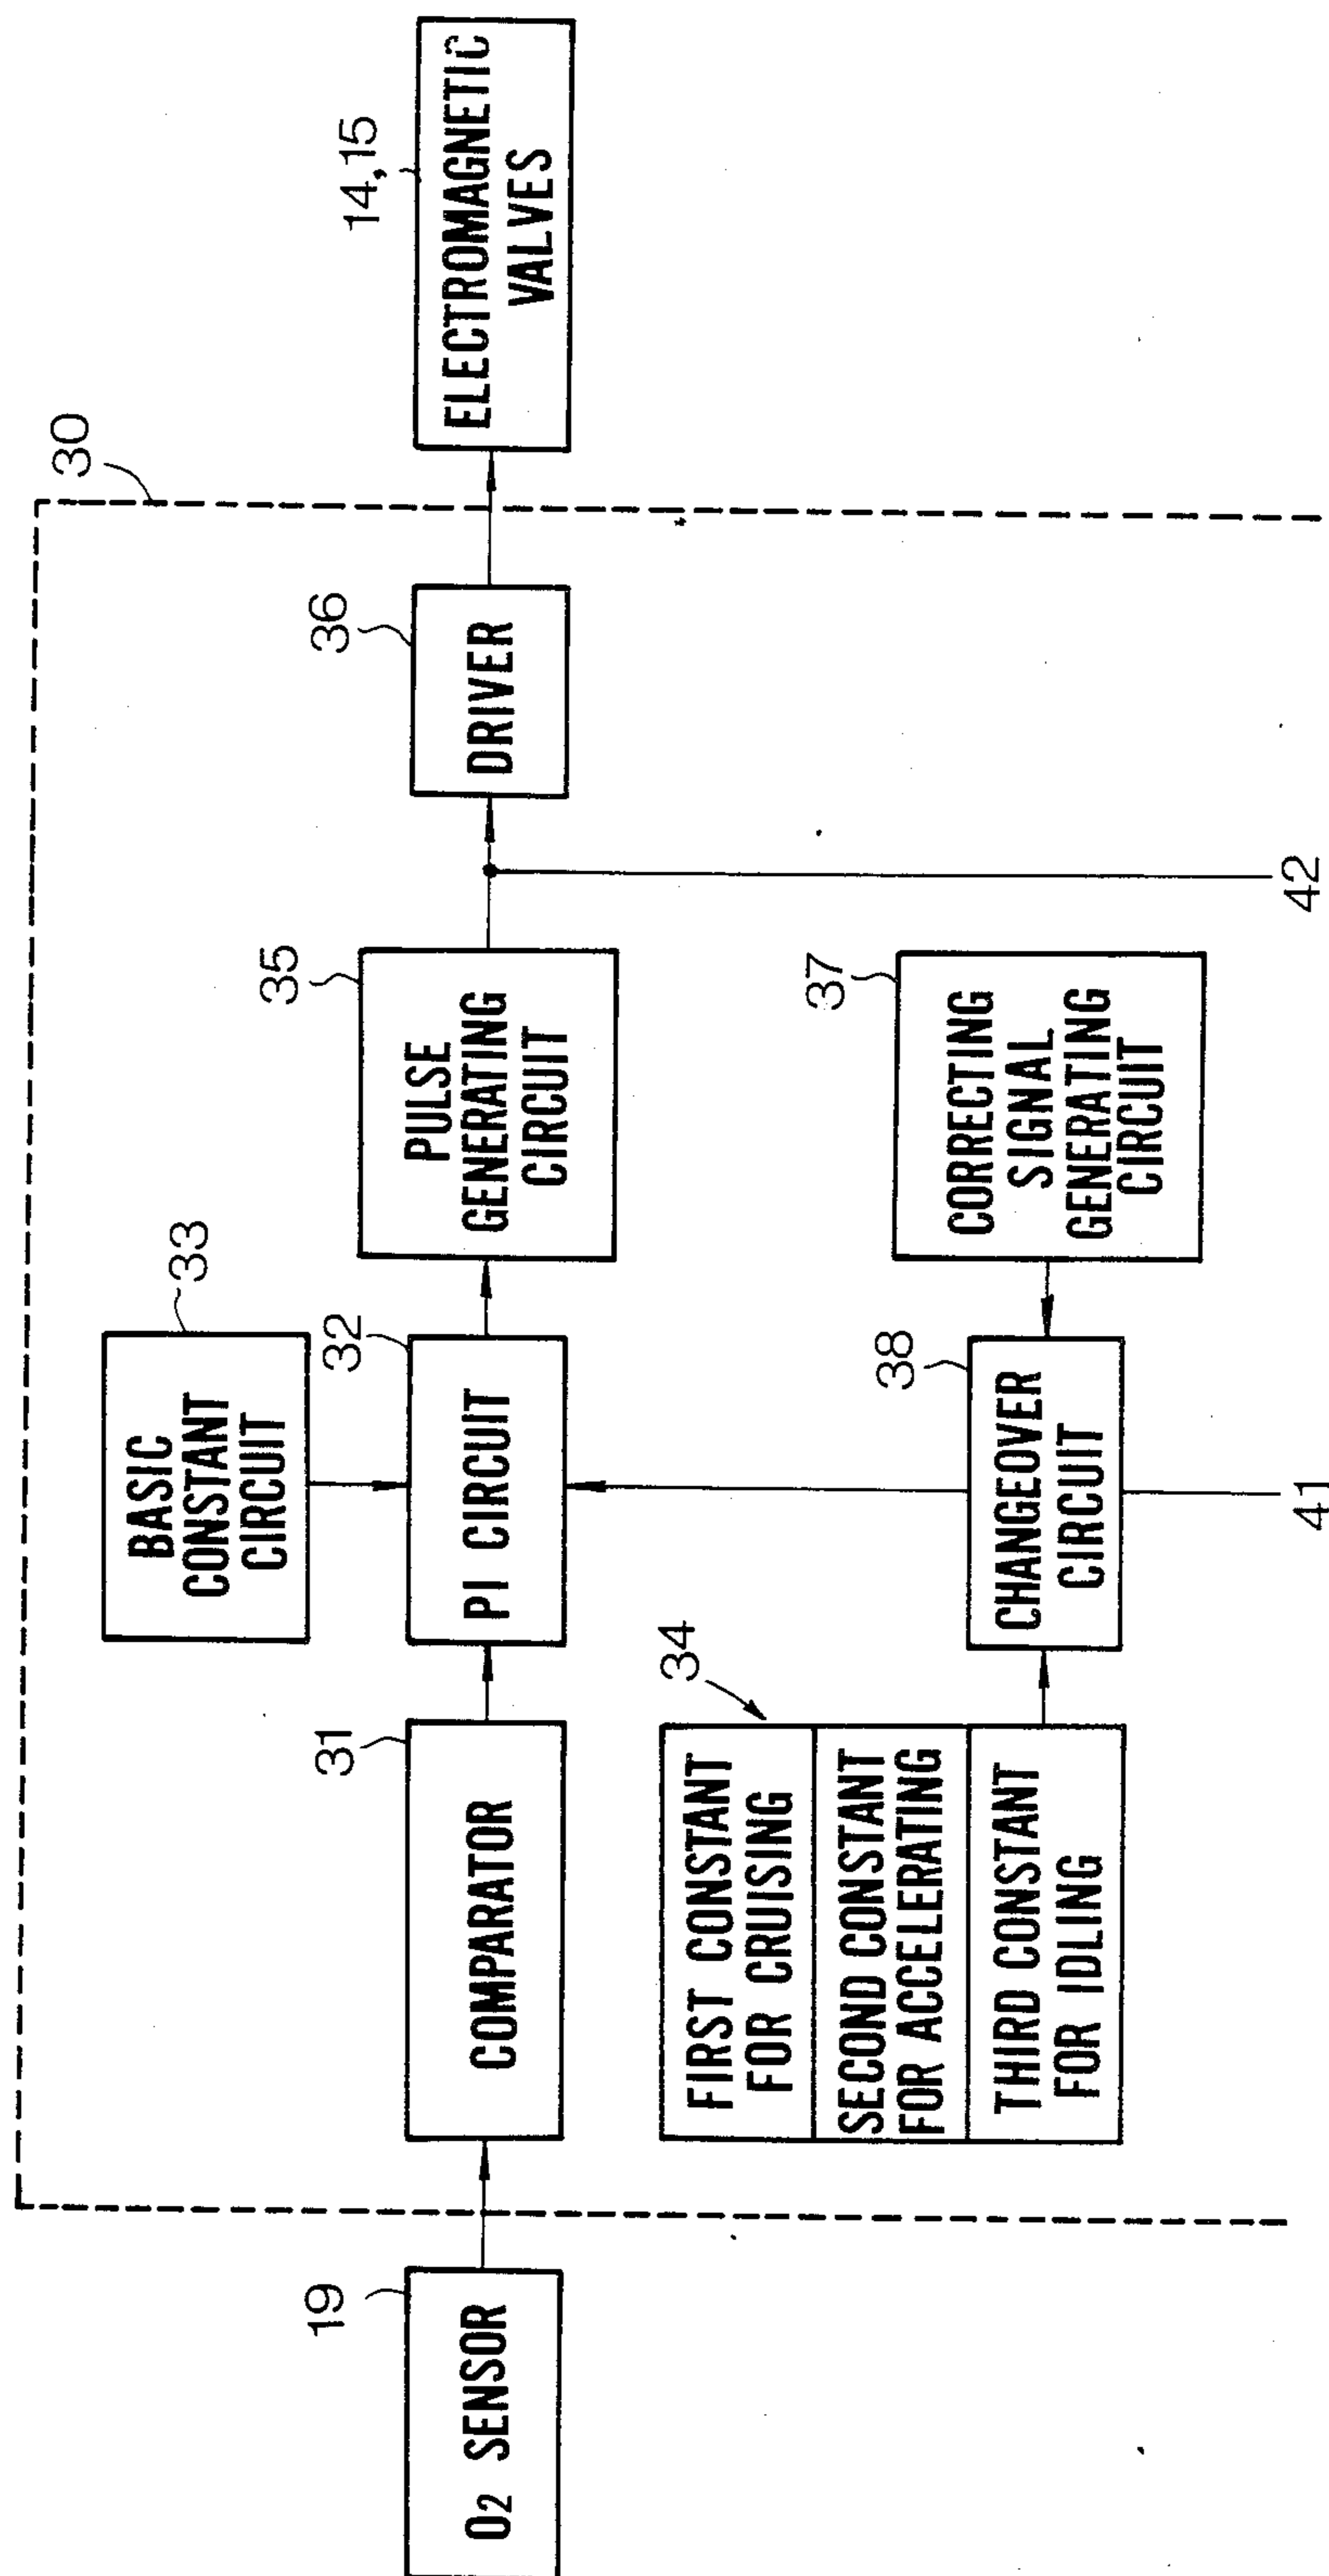 30
33
BASIC
CONSTANT
CIRCUIT
19
O2 SENSOR
31
COMPARATOR
32
PI CIRCUIT
35
PULSE
GENERATING
CIRCUIT
36
DRIVER
14,15
ELECTROMAGNETIC
VALVES
34
FIRST CONSTANT
FOR CRUISING
SECOND CONSTANT
FOR ACCELERATING
THIRD CONSTANT
FOR IDLING
38
CHANGEOVER
CIRCUIT
37
CORRECTING
SIGNAL
GENERATING
CIRCUIT
41
42